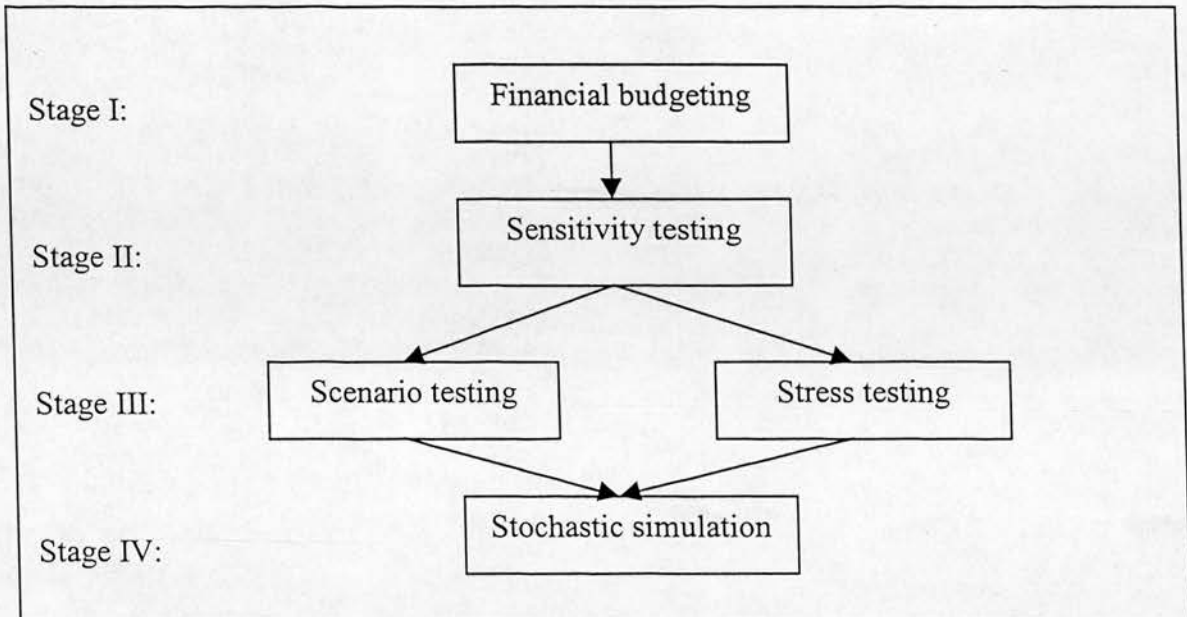 Stage I:
Financial budgeting
Stage II:
Sensitivity testing
Stage III:
Scenario testing
Stress testing
Stage IV:
Stochastic simulation